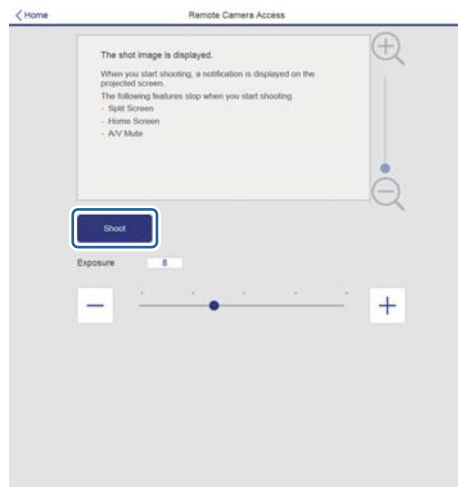 < Home
Remote Camera Access
The shot image is displayed.
When you start shooting, a notification is displayed on the
projected screen.
The following features stop when you start shooting.
- Split Screen
- Home Screen
- A/V Mute
Shoot
Exposure 8